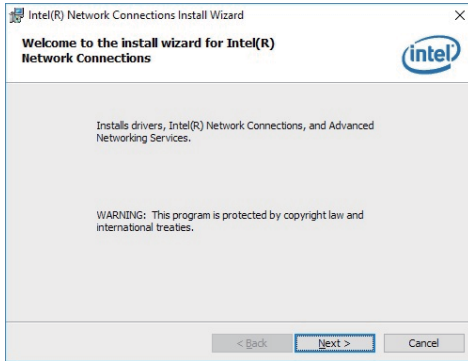 Intel(R) Network Connections Install Wizard
Welcome to the install wizard for Intel(R)
Network Connections
intel
Installs drivers, Intel(R) Network Connections, and Advanced
Networking Services.
WARNING: This program is protected by copyright law and
international treaties.
< Back
Next >
Cancel